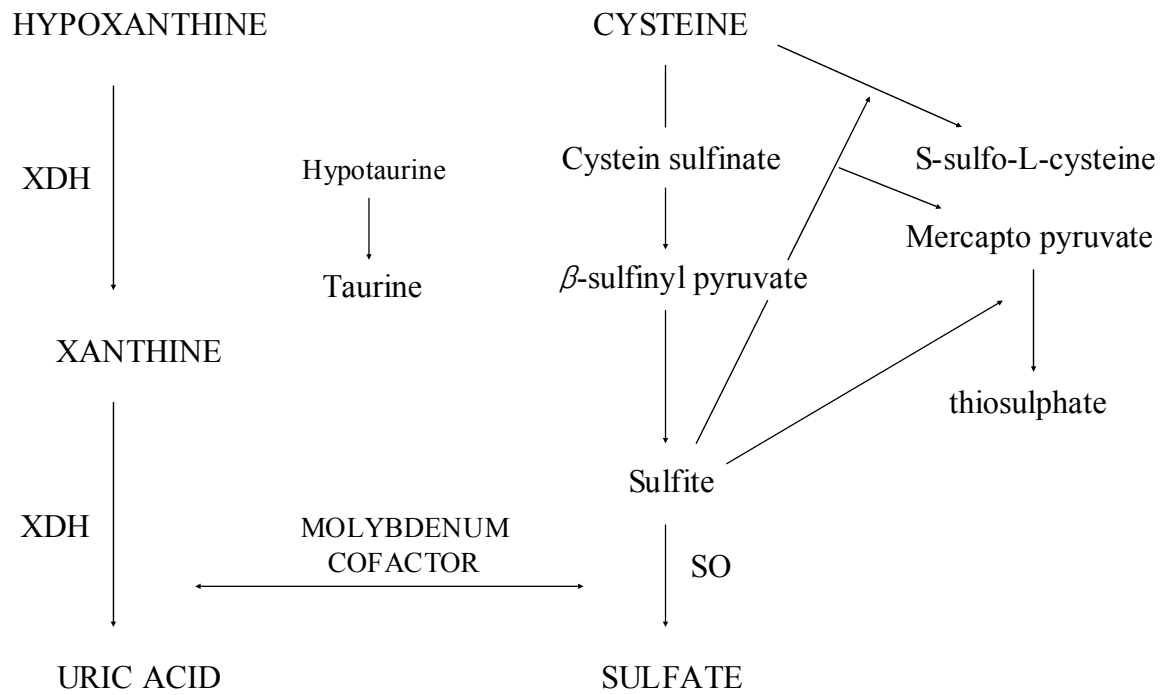 HYPOXANTHINE
CYSTEINE
XDH
Hypotaurine
Cystein sulfinate
S-sulfo-L-cysteine
Mercapto pyruvate
Taurine
β-sulfinyl pyruvate
XANTHINE
thiosulphate
Sulfite
XDH
MOLYBDENUM
COFACTOR
SO
URIC ACID
SULFATE